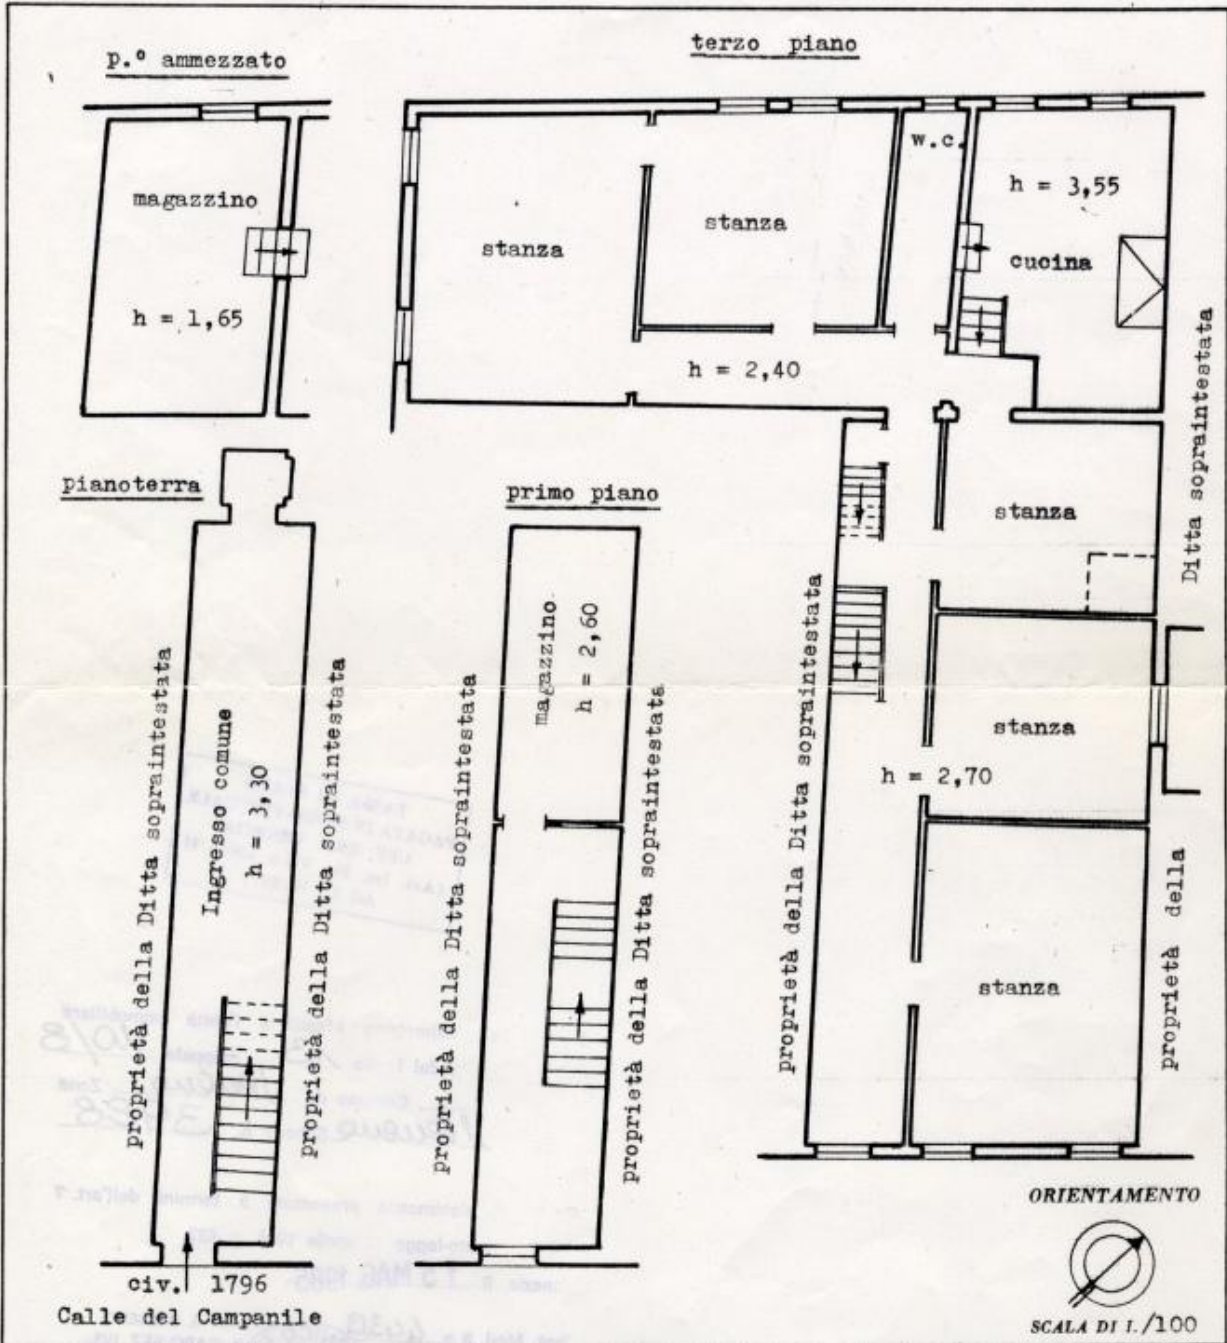 p.° ammezzato
terzo piano
magazzino
h = 1,65
stanza
stanza
w.c.
h = 3,55
cucina
h = 2,40
Ditta sopraintestata
pianoterra
primo piano
stanza
stanza
h = 2,70
stanza
proprietà della Ditta sopraintestata
Ingresso comune
h = 3,30
proprietà della Ditta sopraintestata
proprietà della Ditta sopraintestata
magazzino
h = 2,60
proprietà della Ditta sopraintestata
proprietà della Ditta sopraintestata
proprietà della
civ. 1796
Calle del Campanile
ORIENTAMENTO
SCALA DI 1./100